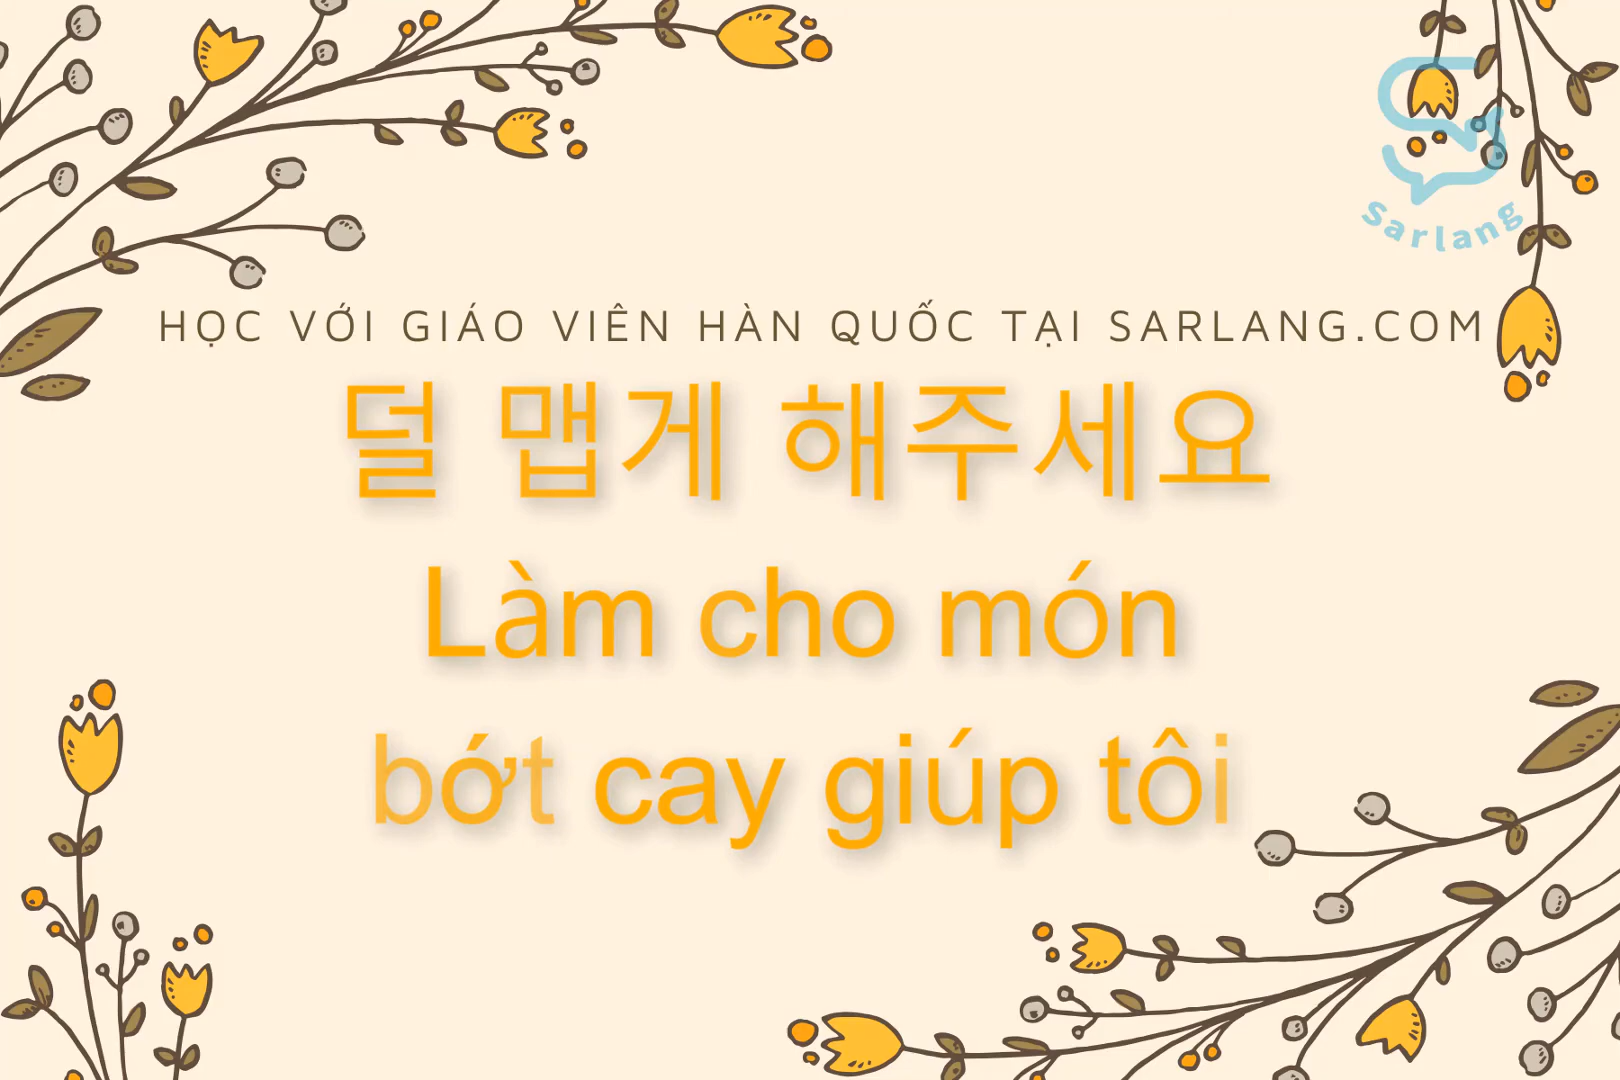 Sarlang
HỌC VỚI GIÁO VIÊN HÀN QUỐC TẠI SARLANG.COM
덜 맵게 해주세요
Làm cho món
bớt cay giúp tôi